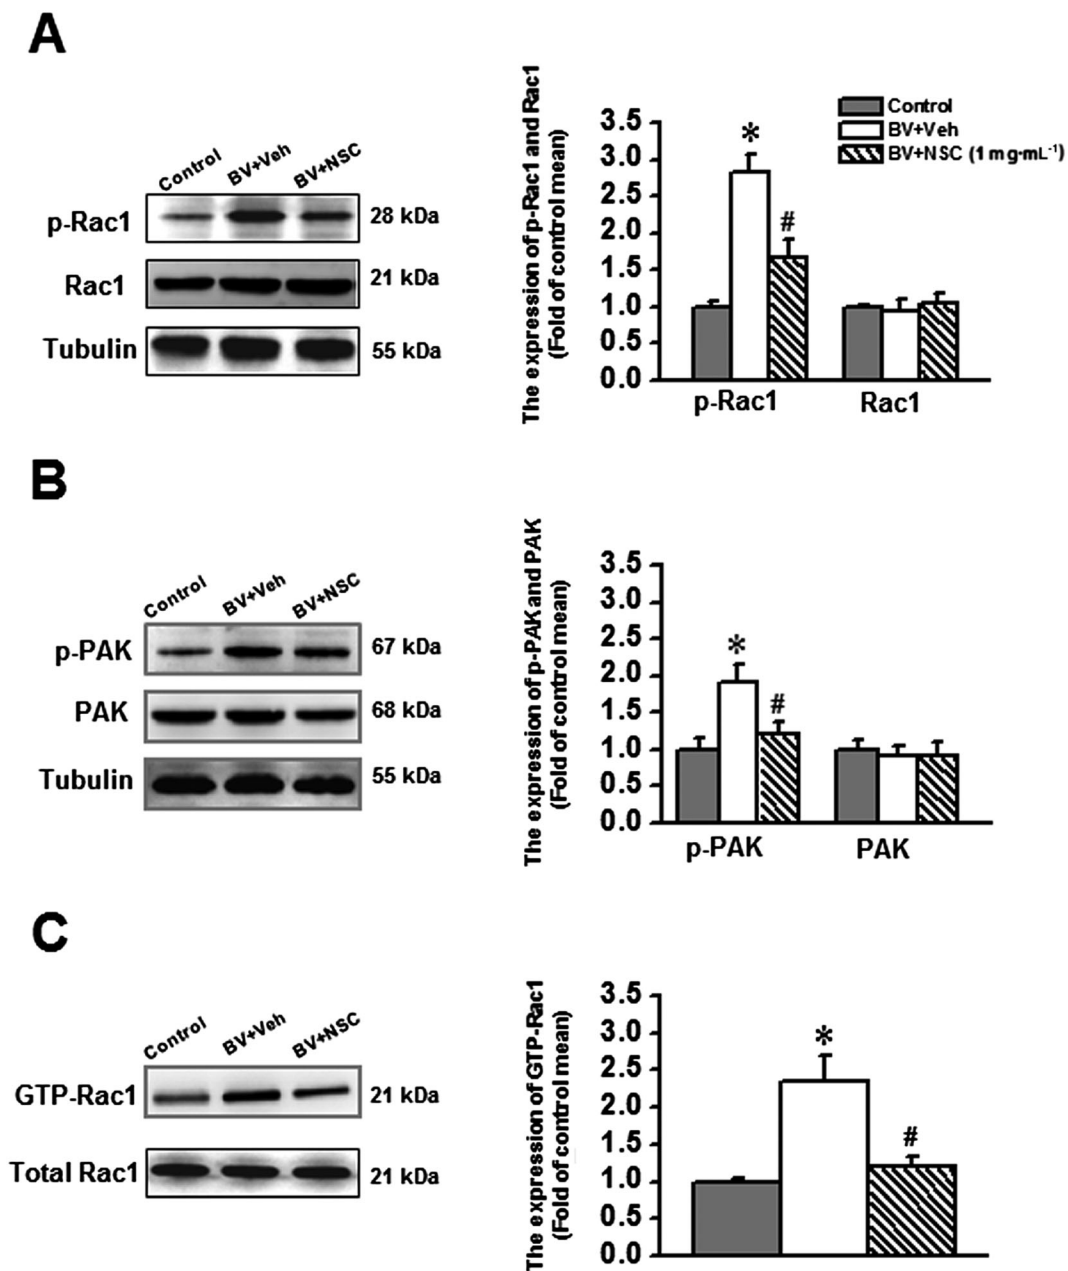 A
Control BV+Veh BV+NSC
p-Rac1 28 kDa
Rac1 21 kDa
Tubulin 55 kDa
The expression of p-Rac1 and Rac1
(Fold of control mean)
3.5
3.0
2.5
2.0
1.5
1.0
0.5
0.0
*
#
p-Rac1 Rac1
Control
BV+Veh
BV+NSC (1 mg·mL⁻¹)
B
Control BV+Veh BV+NSC
p-PAK 67 kDa
PAK 68 kDa
Tubulin 55 kDa
The expression of p-PAK and PAK
(Fold of control mean)
3.5
3.0
2.5
2.0
1.5
1.0
0.5
0.0
*
#
p-PAK PAK
C
Control BV+Veh BV+NSC
GTP-Rac1 21 kDa
Total Rac1 21 kDa
The expression of GTP-Rac1
(Fold of control mean)
3.5
3.0
2.5
2.0
1.5
1.0
0.5
0.0
*
#